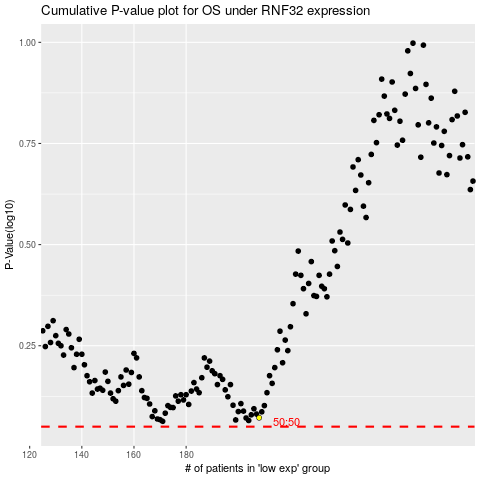 Cumulative P-value plot for OS under RNF32 expression
P-Value(log10)
1.00
0.75
0.50
0.25
50:50
120 140 160 180
# of patients in 'low exp' group